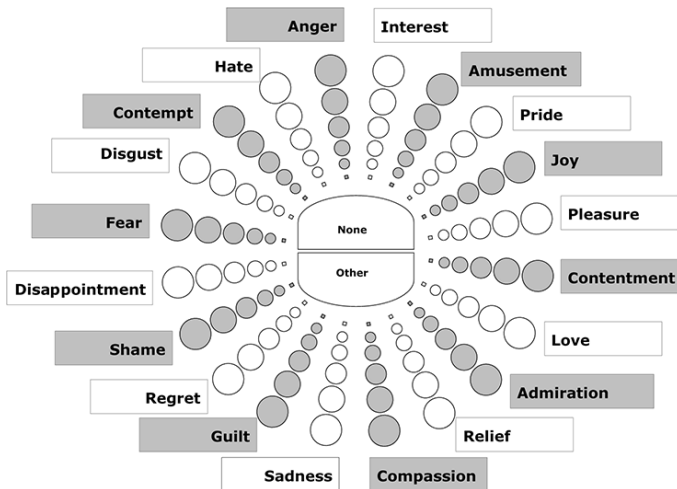 Anger
Interest
Hate
Amusement
Contempt
Pride
Disgust
Joy
Fear
Pleasure
None
Other
Disappointment
Contentment
Shame
Love
Regret
Admiration
Guilt
Relief
Sadness
Compassion